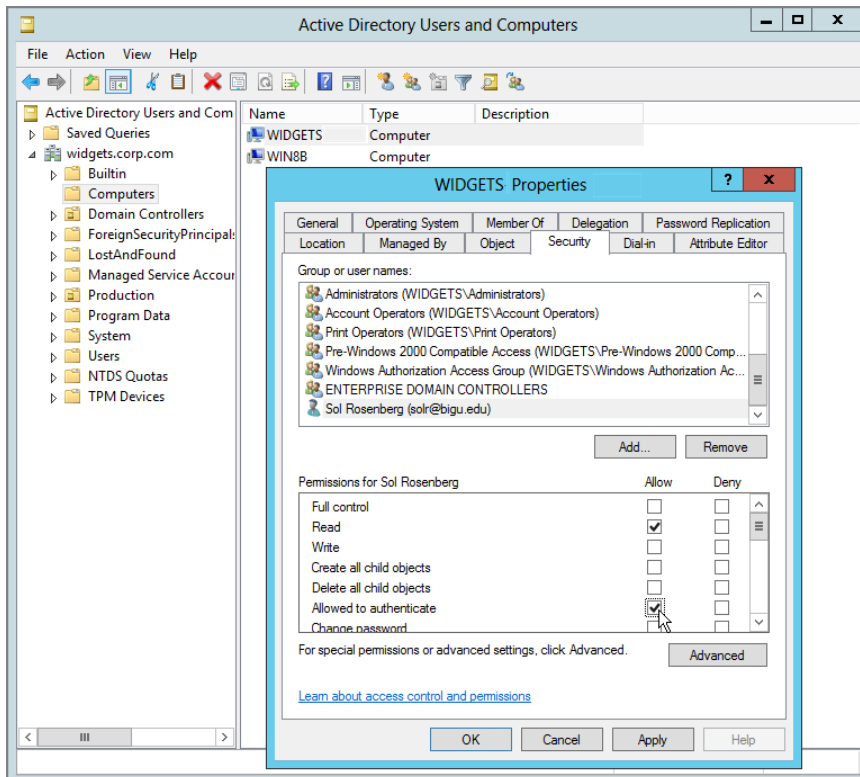 Active Directory Users and Computers
File Action View Help
Active Directory Users and Com
Saved Queries
widgets.corp.com
Builtin
Computers
Domain Controllers
ForeignSecurityPrincipals
LostAndFound
Managed Service Accour
Production
Program Data
System
Users
NTDS Quotas
TPM Devices
Name Type Description
WIDGETS Computer
WIN8B Computer
WIDGETS Properties
General Operating System Member Of Delegation Password Replication
Location Managed By Object Security Dial-in Attribute Editor
Group or user names:
Administrators (WIDGETS\Administrators)
Account Operators (WIDGETS\Account Operators)
Print Operators (WIDGETS\Print Operators)
Pre-Windows 2000 Compatible Access (WIDGETS\Pre-Windows 2000 Comp...
Windows Authorization Access Group (WIDGETS\Windows Authorization Ac...
ENTERPRISE DOMAIN CONTROLLERS
Sol Rosenberg (solr@bigu.edu)
Add... Remove
Permissions for Sol Rosenberg Allow Deny
Full control
Read
Write
Create all child objects
Delete all child objects
Allowed to authenticate
Change password
For special permissions or advanced settings, click Advanced.
Advanced
Learn about access control and permissions
OK Cancel Apply Help